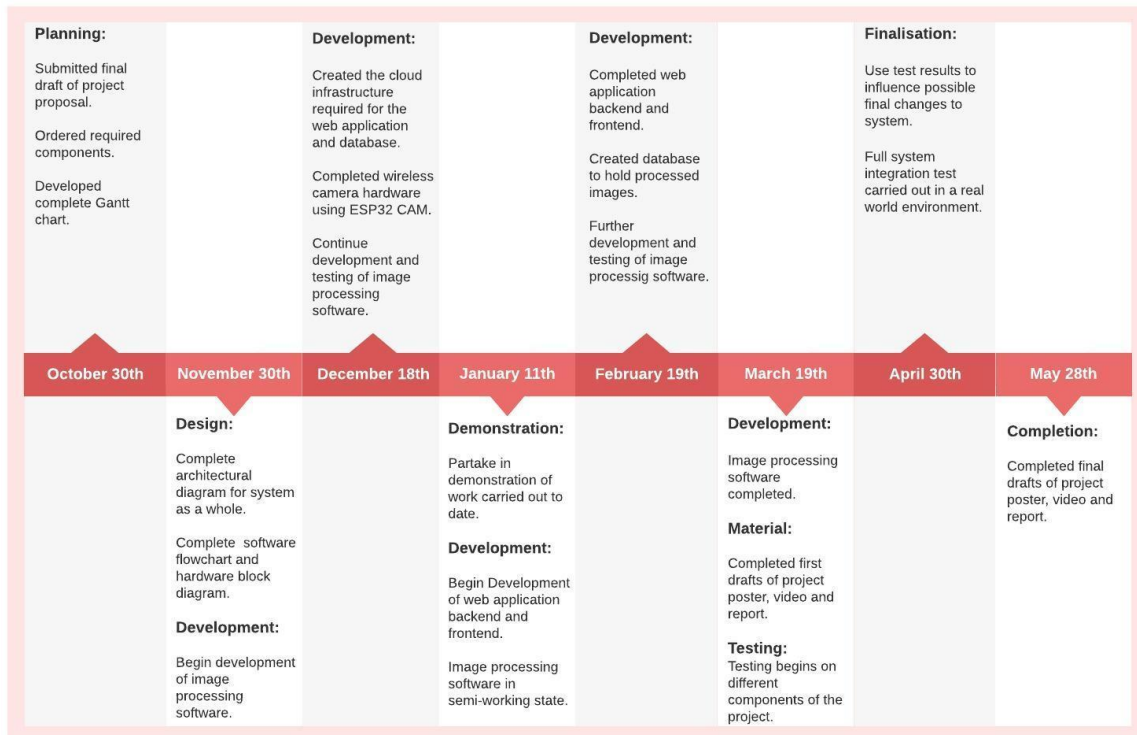 Planning:
Submitted final
draft of project
proposal.
Ordered required
components.
Developed
complete Gantt
chart.
Development:
Created the cloud
infrastructure
required for the
web application
and database.
Completed wireless
camera hardware
using ESP32 CAM.
Continue
development and
testing of image
processing
software.
Development:
Completed web
application
backend and
frontend.
Created database
to hold processed
images.
Further
development and
testing of image
processig software.
Finalisation:
Use test results to
influence possible
final changes to
system.
Full system
integration test
carried out in a real
world environment.
October 30th
November 30th
December 18th
January 11th
February 19th
March 19th
April 30th
May 28th
Design:
Complete
architectural
diagram for system
as a whole.
Complete software
flowchart and
hardware block
diagram.
Development:
Begin development
of image
processing
software.
Demonstration:
Partake in
demonstration of
work carried out to
date.
Development:
Begin Development
of web application
backend and
frontend.
Image processing
software in
semi-working state.
Development:
Image processing
software
completed.
Material:
Completed first
drafts of project
poster, video and
report.
Testing:
Testing begins on
different
components of the
project.
Completion:
Completed final
drafts of project
poster, video and
report.